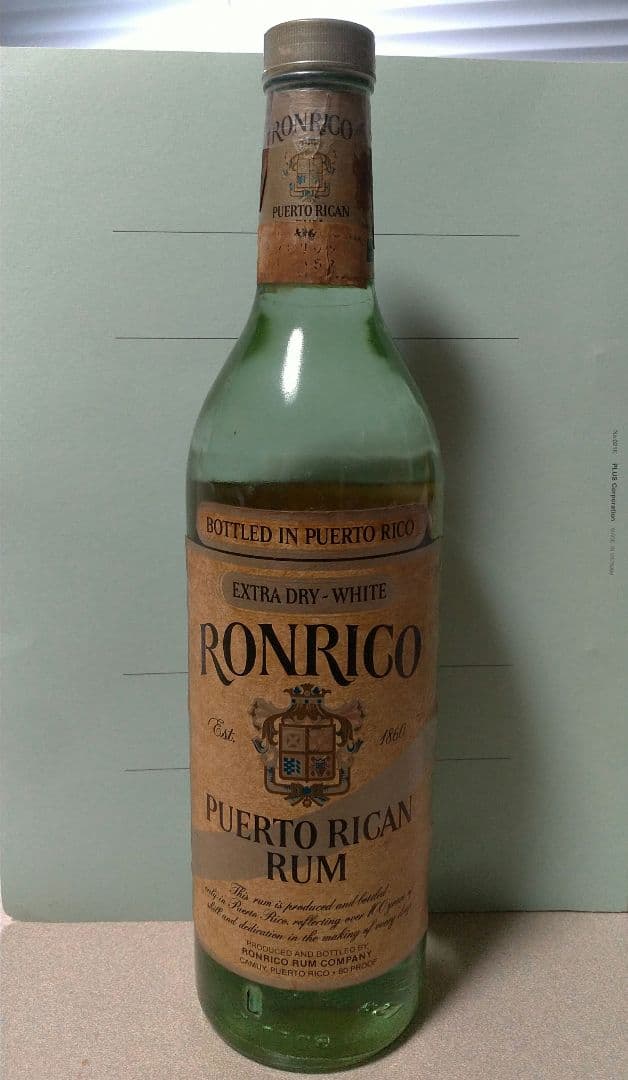 RONRICO
PUERTO RICAN
BOTTLED IN PUERTO RICO
EXTRA DRY - WHITE
RONRICO
Est. 1860
PUERTO RICAN
RUM
This rum is produced and bottled
only in Puerto Rico, reflecting over
skill and dedication in the making of
PRODUCED AND BOTTLED BY
RONRICO RUM COMPANY
CAMUY, PUERTO RICO • 80 PROOF
PLUS Corporation